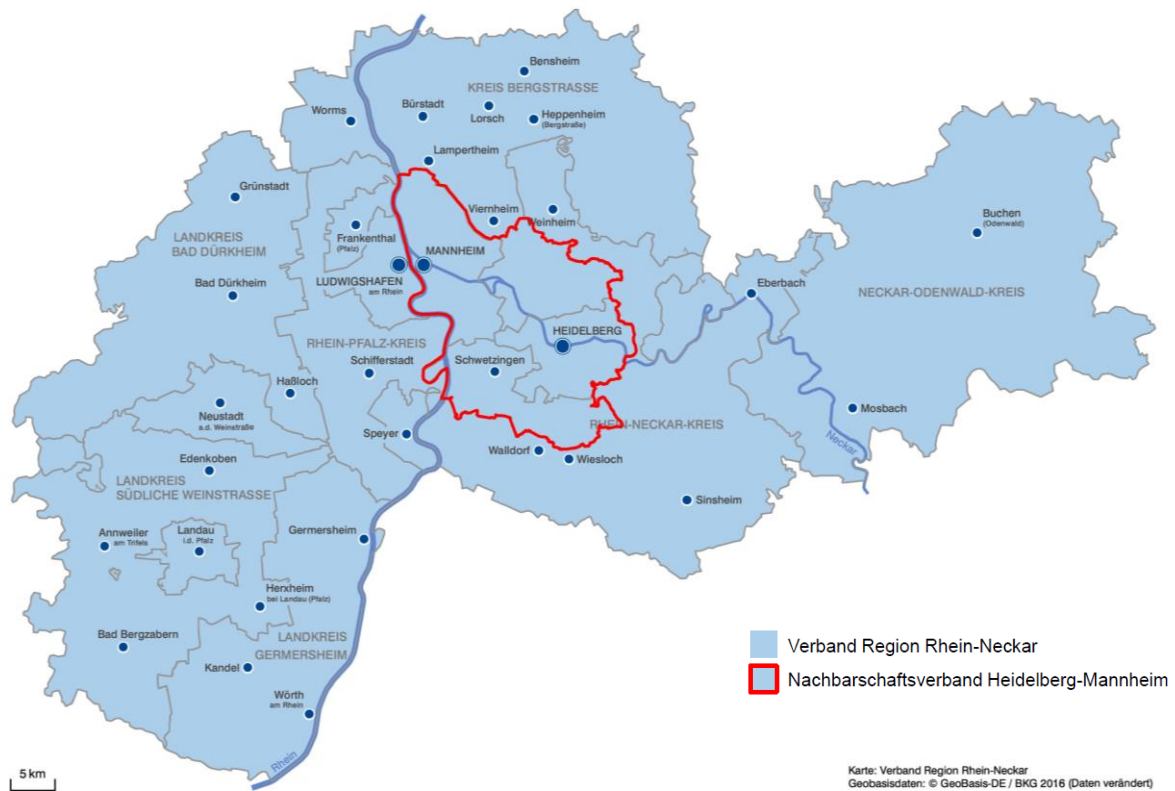 Bensheim
KREIS BERGSTRASSE
Worms
Bürstadt
Lorsch
Heppenheim
(Bergstraße)
Lampertheim
Grünstadt
Viernheim
Weinheim
Buchen
(Odenwald)
LANDKREIS
BAD DÜRKHEIM
Frankenthal
(Pfalz)
MANNHEIM
LUDWIGSHAFEN
am Rhein
Bad Dürkheim
Eberbach
NECKAR-ODENWALD-KREIS
HEIDELBERG
RHEIN-PFALZ-KREIS
Schifferstadt
Schwetzingen
Haßloch
Neustadt
a.d. Weinstraße
Mosbach
RHEIN-NECKAR-KREIS
Speyer
Neckar
Walldorf
Wiesloch
Edenkoben
LANDKREIS
SÜDLICHE WEINSTRASSE
Sinsheim
Annweiler
am Trifels
Landau
i.d. Pfalz
Germersheim
Herxheim
bei Landau (Pfalz)
Bad Bergzabern
LANDKREIS
GERMERSHEIM
Kandel
Wörth
am Rhein
Rhein
Verband Region Rhein-Neckar
Nachbarschaftsverband Heidelberg-Mannheim
5 km
Karte: Verband Region Rhein-Neckar
Geobasisdaten: © GeoBasis-DE / BKG 2016 (Daten verändert)